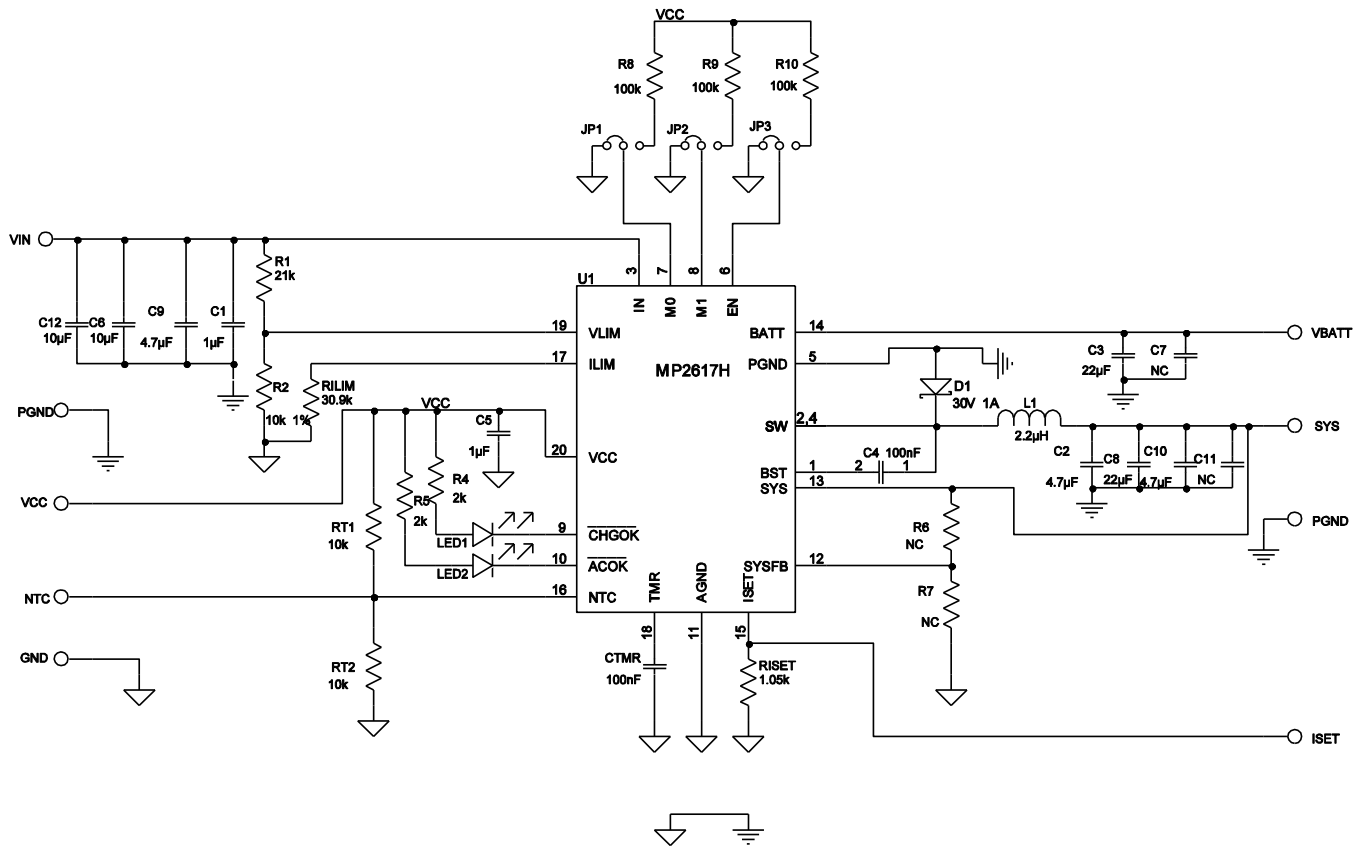 VCC
R8
100k
R9
100k
R10
100k
JP1
JP2
JP3
VIN
R1
21k
C12
10µF
C6
10µF
C9
4.7µF
C1
1µF
R2
10k
RILIM
30.9k
1%
PGND
VCC
C5
1µF
R4
2k
R5
2k
VCC
RT1
10k
LED1
LED2
NTC
GND
RT2
10k
U1
3
7
8
6
IN
M0
M1
EN
19
VLIM
17
ILIM
MP2617H
20
VCC
9
CHGOK
10
ACOK
16
NTC
BATT
14
PGND
5
SW
2,4
BST
1
SYS
13
SYSFB
12
TMR
AGND
ISET
18
11
15
VBATT
C3
22µF
C7
NC
D1
30V 1A
L1
2.2µH
SYS
C4 100nF
2
1
C2
4.7µF
C8
22µF
C10
4.7µF
C11
NC
R6
NC
R7
NC
PGND
CTMR
100nF
RISET
1.05k
ISET